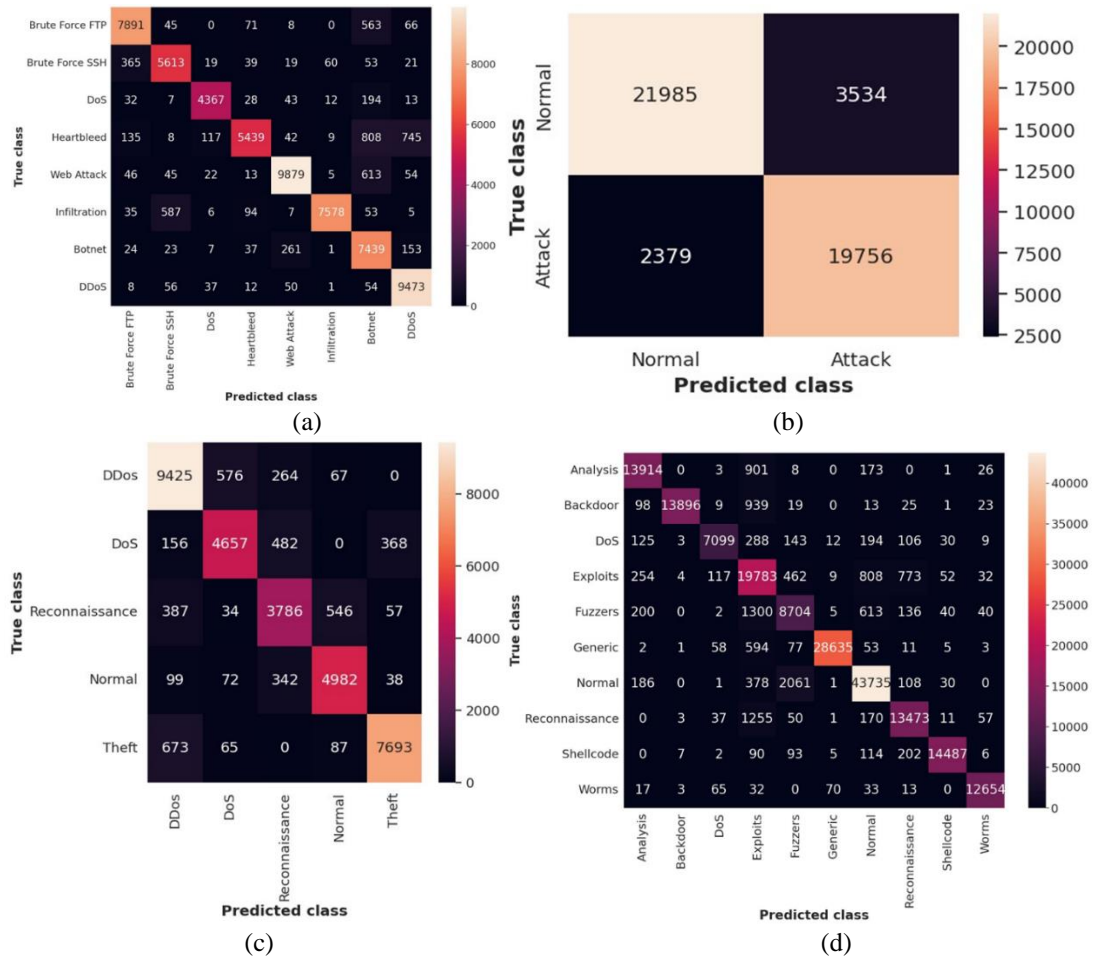 Brute Force FTP 7891 45 0 71 8 0 563 66
Brute Force SSH 365 5613 19 39 19 60 53 21
DoS 32 7 4367 28 43 12 194 13
Heartbleed 135 8 117 5439 42 9 808 745
Web Attack 46 45 22 13 9879 5 613 54
Infiltration 35 587 6 94 7 7578 53 5
Botnet 24 23 7 37 261 1 7439 153
DDoS 8 56 37 12 50 1 54 9473
True class
8000
6000
4000
2000
0
Brute Force FTP
Brute Force SSH
DoS
Heartbleed
Web Attack
Infiltration
Botnet
DDoS
Predicted class
(a)
Normal 21985 3534
Attack 2379 19756
True class
20000
17500
15000
12500
10000
7500
5000
2500
Normal Attack
Predicted class
(b)
DDos 9425 576 264 67 0
DoS 156 4657 482 0 368
Reconnaissance 387 34 3786 546 57
Normal 99 72 342 4982 38
Theft 673 65 0 87 7693
True class
8000
6000
4000
2000
0
DDos
DoS
Reconnaissance
Normal
Theft
Predicted class
(c)
Analysis 13914 0 3 901 8 0 173 0 1 26
Backdoor 98 13896 9 939 19 0 13 25 1 23
DoS 125 3 7099 288 143 12 194 106 30 9
Exploits 254 4 117 19783 462 9 808 773 52 32
Fuzzers 200 0 2 1300 8704 5 613 136 40 40
Generic 2 1 58 594 77 28635 53 11 5 3
Normal 186 0 1 378 2061 1 43735 108 30 0
Reconnaissance 0 3 37 1255 50 1 170 13473 11 57
Shellcode 0 7 2 90 93 5 114 202 14487 6
Worms 17 3 65 32 0 70 33 13 0 12654
True class
40000
35000
30000
25000
20000
15000
10000
5000
0
Analysis
Backdoor
DoS
Exploits
Fuzzers
Generic
Normal
Reconnaissance
Shellcode
Worms
Predicted class
(d)